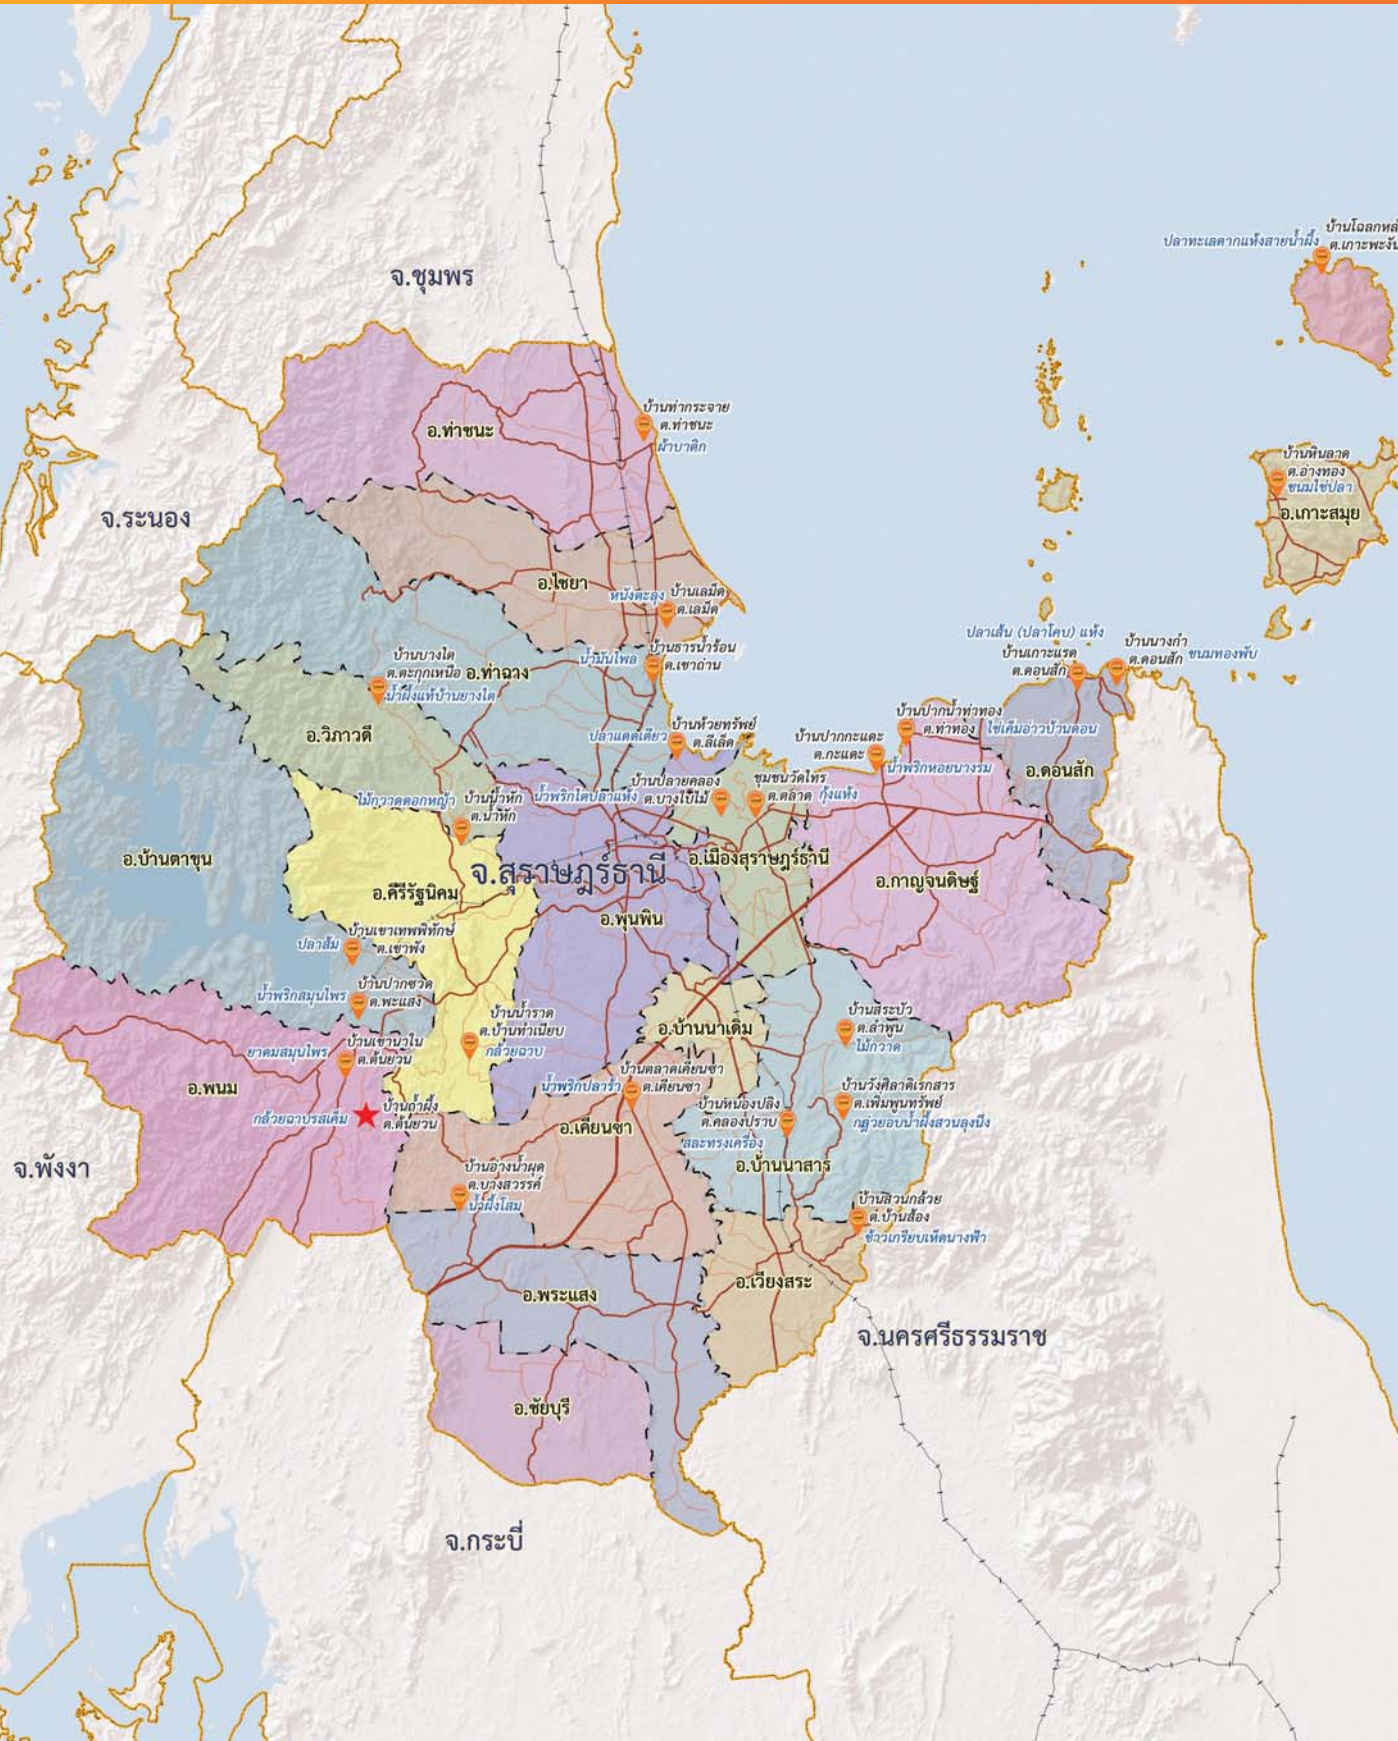 บ้านโฉลกหลำ
ปลาทะเลตากแห้งสายน้ำผึ้ง
ต.เกาะพะงัน
จ.ชุมพร
บ้านท่ากระจาย
ต.ท่าชนะ
ผ้าบาติก
อ.ท่าชนะ
บ้านหินลาด
ต.อ่างทอง
ขนมไข่ปลา
อ.เกาะสมุย
จ.ระนอง
อ.ไชยา
หนังตะลุง
บ้านเลม็ด
ต.เลม็ด
ปลาเส้น (ปลาโคบ) แห้ง
บ้านเกาะแรต
ต.ดอนสัก
บ้านนางกำ
ต.ดอนสัก
ขนมทองพับ
น้ำมันไพล
บ้านธารน้ำร้อน
ต.เขาถ่าน
บ้านบางใต
ต.ตะกุกเหนือ
น้ำผึ้งแท้บ้านยางใต
อ.ท่าฉาง
อ.วิภาวดี
ปลาแดดเดียว
บ้านห้วยทรัพย์
ต.ลีเล็ด
บ้านปากน้ำท่าทอง
ต.ท่าทอง
ไข่เค็มอ่าวบ้านดอน
บ้านปากกะแดะ
ต.กะแดะ
น้ำพริกหอยนางรม
อ.ดอนสัก
บ้านปลายคลอง
ต.บางใบไม้
น้ำพริกไตปลาแห้ง
ชุมชนวัดไทร
ต.ตลาด
กุ้งแห้ง
ไม้กวาดดอกหญ้า
บ้านน้ำหัก
ต.น้ำหัก
อ.บ้านตาขุน
จ.สุราษฎร์ธานี
อ.เมืองสุราษฎร์ธานี
อ.คีรีรัฐนิคม
อ.กาญจนดิษฐ์
อ.พุนพิน
ปลาส้ม
บ้านเขาเทพพิทักษ์
ต.เขาพัง
น้ำพริกสมุนไพร
บ้านปากซวด
ต.พะแสง
บ้านน้ำราด
ต.บ้านทำเนียบ
กล้วยฉาบ
บ้านสระบัว
ต.ลำพูน
ไม้กวาด
อ.บ้านนาเดิม
ยาดมสมุนไพร
บ้านเขานาใน
ต.ต้นยวน
อ.พนม
กล้วยฉาบรสเค็ม
บ้านถ้ำผึ้ง
ต.ต้นยวน
น้ำพริกปลาร้า
บ้านตลาดเคียนซา
ต.เคียนซา
อ.เคียนซา
บ้านหนองปลิง
ต.คลองปราบ
สละทรงเครื่อง
บ้านวังศิลาดิเรกสาร
ต.เพิ่มพูนทรัพย์
กล้วยอบน้ำผึ้งสวนลุงนึ่ง
อ.บ้านนาสาร
จ.พังงา
บ้านอ่างน้ำผุด
ต.บางสวรรค์
น้ำผึ้งโสม
บ้านสวนกล้วย
ต.บ้านส้อง
ข้าวเกรียบเห็ดนางฟ้า
อ.เวียงสระ
อ.พระแสง
จ.นครศรีธรรมราช
อ.ชัยบุรี
จ.กระบี่